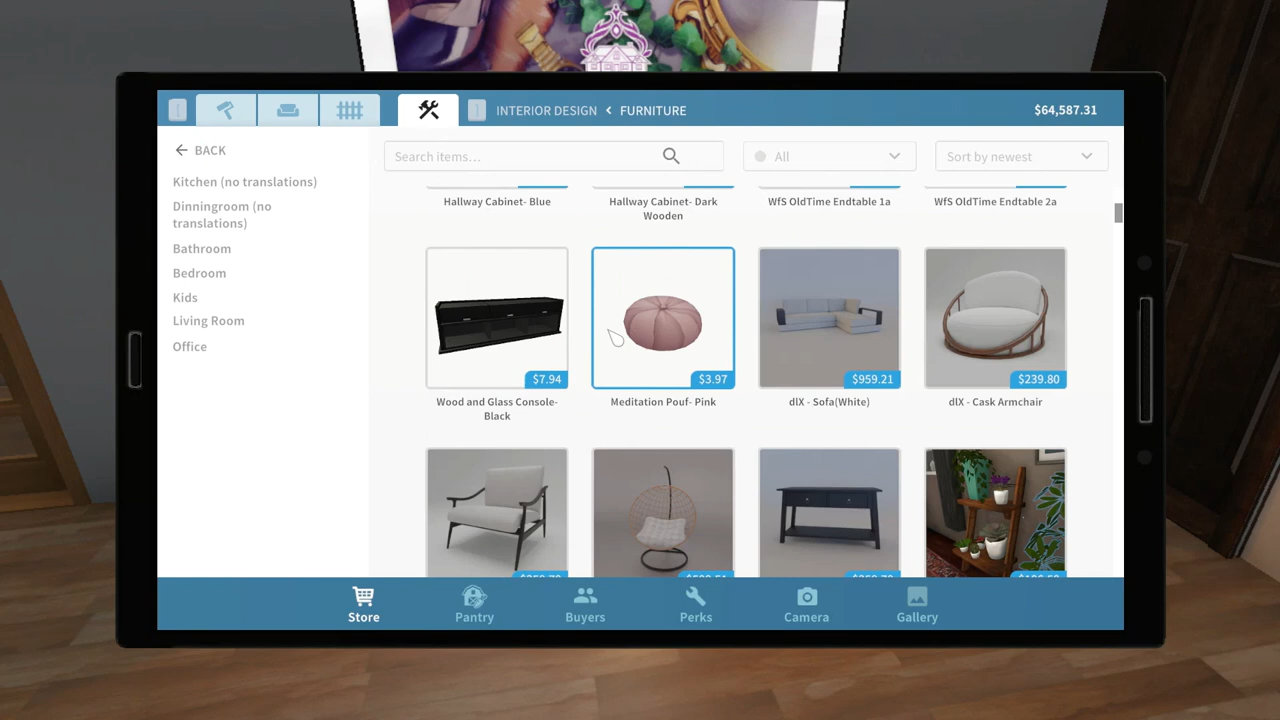 INTERIOR DESIGN < FURNITURE
$64,587.31
BACK
Search items...
All
Sort by newest
Kitchen (no translations)
Dinningroom (no
translations)
Bathroom
Bedroom
Kids
Living Room
Office
Hallway Cabinet- Blue
Hallway Cabinet- Dark
Wooden
WfS OldTime Endtable 1a
WfS OldTime Endtable 2a
$7.94
$3.97
$959.21
$239.80
Wood and Glass Console-
Black
Meditation Pouf- Pink
dlX - Sofa(White)
dlX - Cask Armchair
Store
Pantry
Buyers
Perks
Camera
Gallery